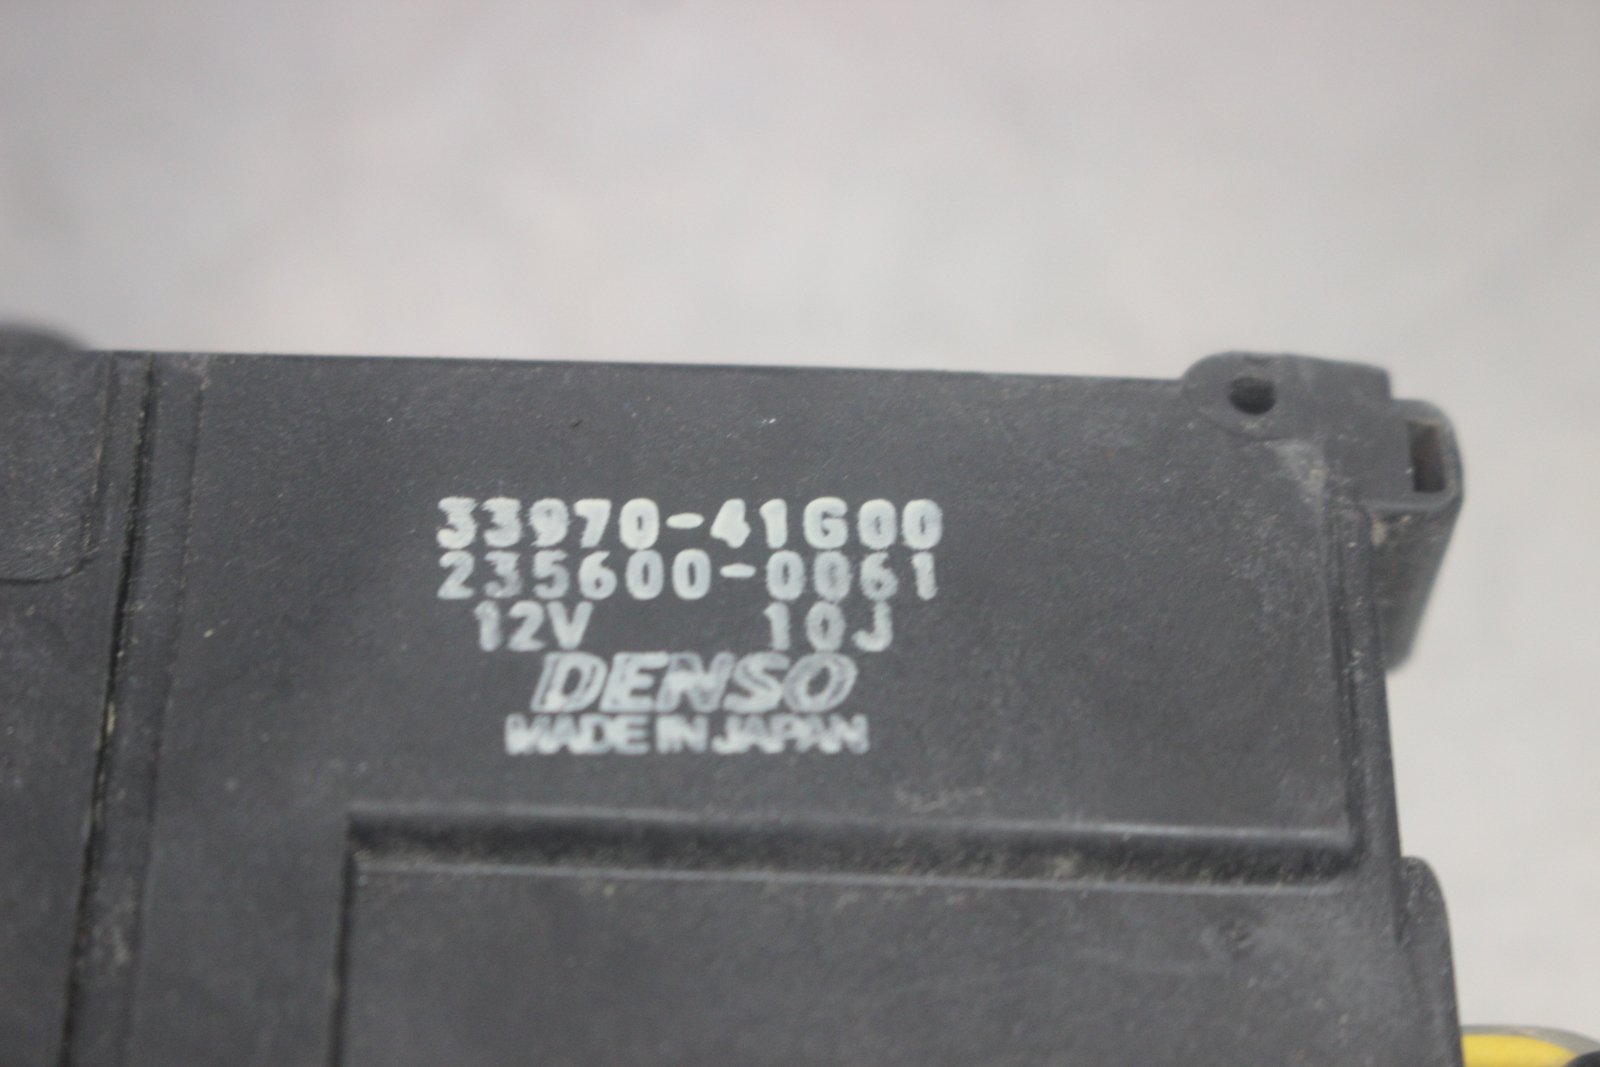 33970-41G00
235600-0061
12V 10J
DENSO
MADE IN JAPAN